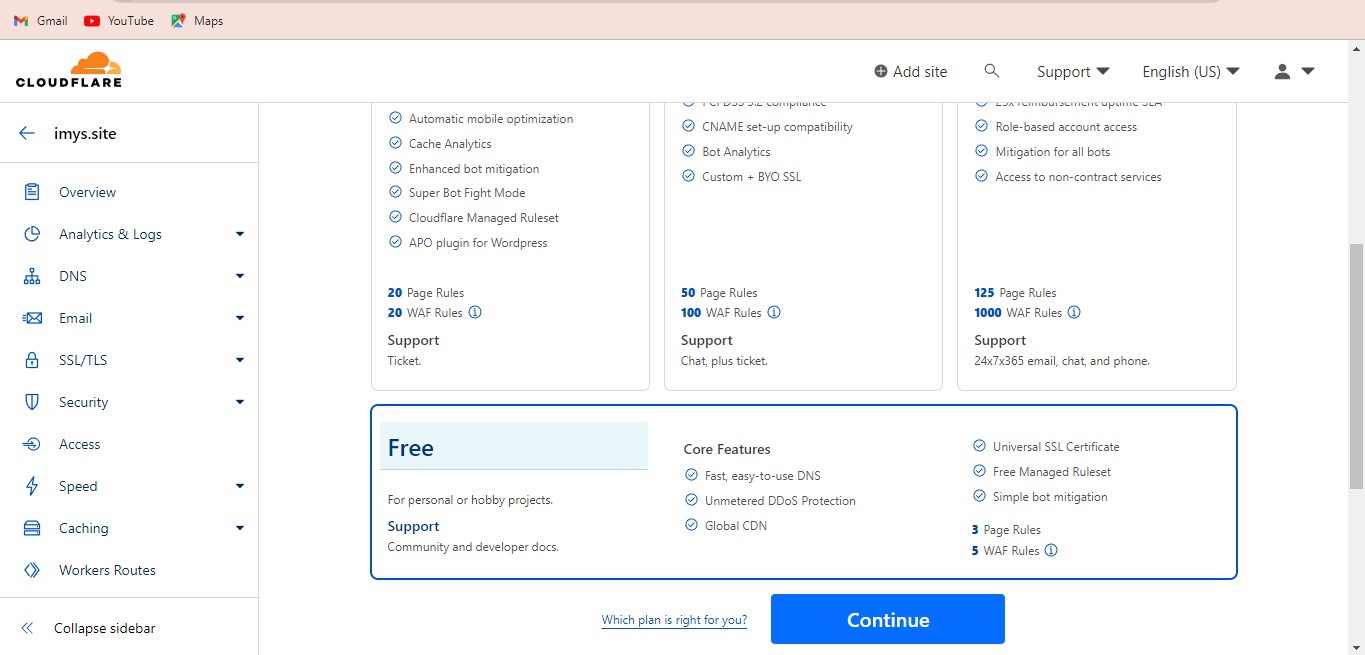 Gmail
YouTube
Maps
CLOUDFLARE
Add site
Support
English (US)
imys.site
Overview
Analytics & Logs
DNS
Email
SSL/TLS
Security
Access
Speed
Caching
Workers Routes
Collapse sidebar
Automatic mobile optimization
Cache Analytics
Enhanced bot mitigation
Super Bot Fight Mode
Cloudflare Managed Ruleset
APO plugin for Wordpress
20 Page Rules
20 WAF Rules
Support
Ticket.
CNAME set-up compatibility
Bot Analytics
Custom + BYO SSL
50 Page Rules
100 WAF Rules
Support
Chat, plus ticket.
Role-based account access
Mitigation for all bots
Access to non-contract services
125 Page Rules
1000 WAF Rules
Support
24x7x365 email, chat, and phone.
Free
For personal or hobby projects.
Support
Community and developer docs.
Core Features
Fast, easy-to-use DNS
Unmetered DDoS Protection
Global CDN
Universal SSL Certificate
Free Managed Ruleset
Simple bot mitigation
3 Page Rules
5 WAF Rules
Which plan is right for you?
Continue